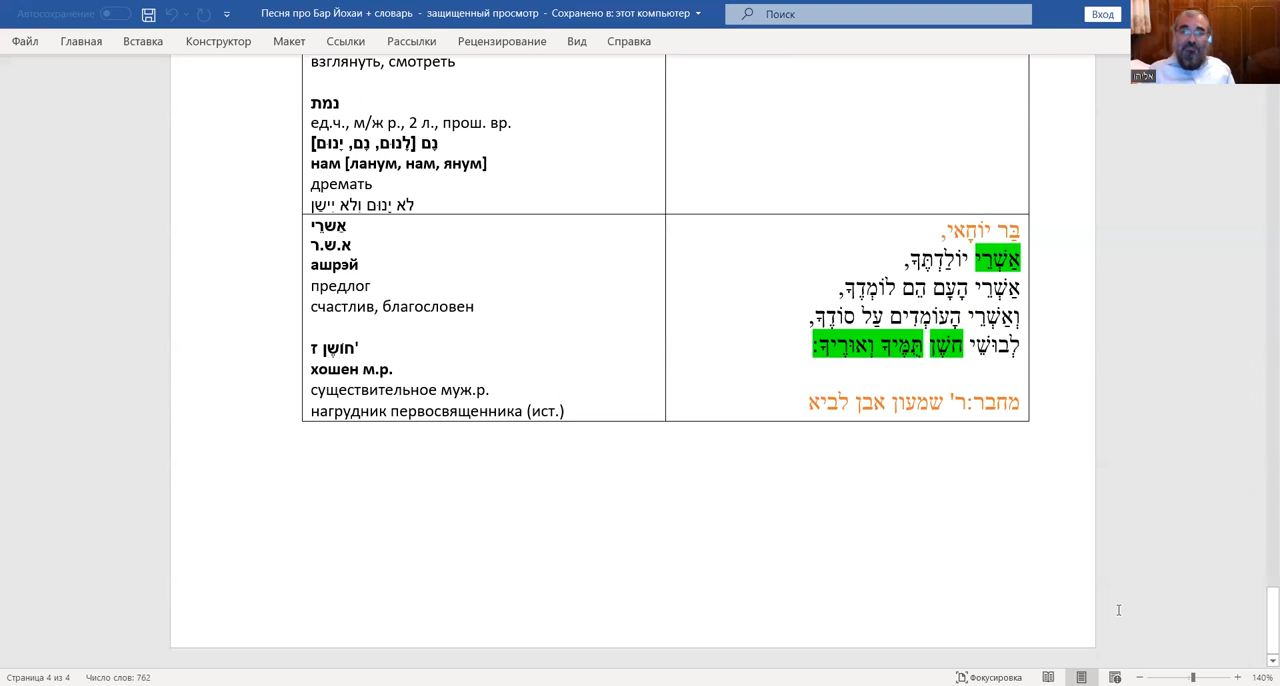 Автосохранение
Песня про Бар Йохаи + словарь - защищенный просмотр - Сохранено в: этот компьютер
Поиск
Вход
Файл Главная Вставка Конструктор Макет Ссылки Рассылки Рецензирование Вид Справка
אליהו
взглянуть, смотреть
נמת
ед.ч., м/ж р., 2 л., прош. вр.
נָם [לָנוּם, נָם, יָנוּם]
нам [ланум, нам, янум]
дремать
לֹא יָנוּם וְלֹא יִישַׁן
אַשרֵי
א.ש.ר
ашрэй
предлог
счастлив, благословен
חוֹשֶן ז'
хошен м.р.
существительное муж.р.
нагрудник первосвященника (ист.)
בַּר יוֹחָאי,
אַשְׁרֵי יוֹלַדְתֶּךָ,
אַשְׁרֵי הָעָם הֵם לוֹמְדֶךָ,
וְאַשְׁרֵי הָעוֹמְדִים עַל סוֹדֶךָ,
לְבוּשֵׁי חֹשֶׁן תֻּמֶּיךָ וְאוּרֶיךָ:
מחבר:ר' שמעון אבן לביא
Страница 4 из 4 Число слов: 762
Фокусировка
140%